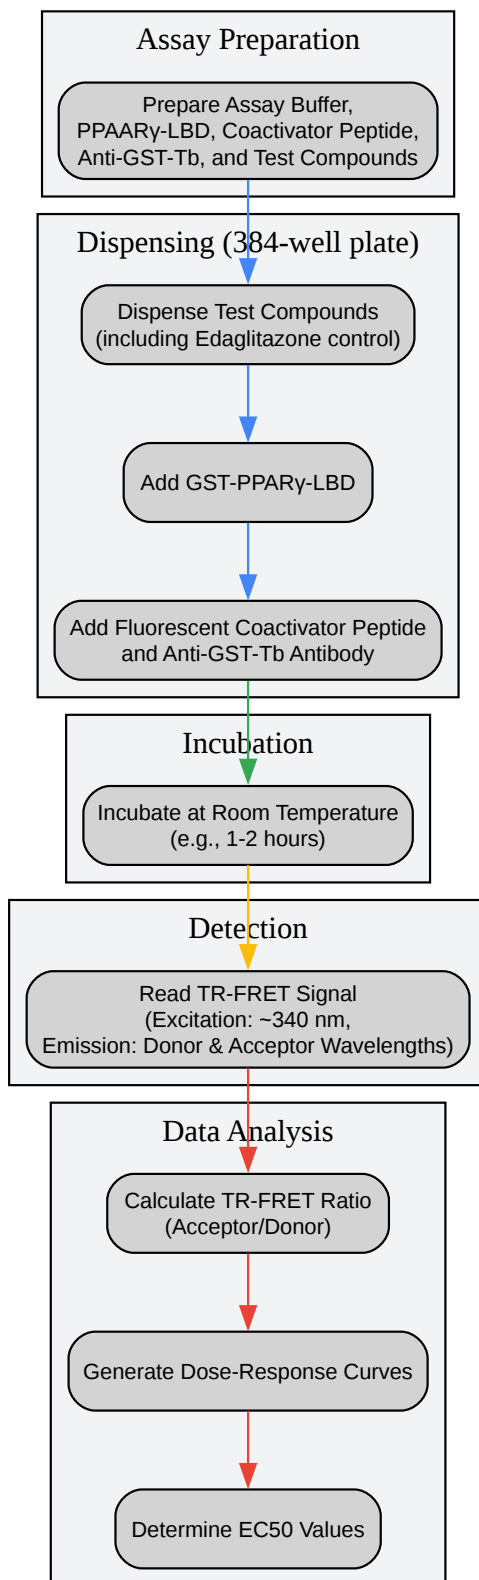 Assay Preparation
Prepare Assay Buffer,
PPAARγ-LBD, Coactivator Peptide,
Anti-GST-Tb, and Test Compounds
Dispensing (384-well plate)
Dispense Test Compounds
(including Edaglitazone control)
Add GST-PPARγ-LBD
Add Fluorescent Coactivator Peptide
and Anti-GST-Tb Antibody
Incubation
Incubate at Room Temperature
(e.g., 1-2 hours)
Detection
Read TR-FRET Signal
(Excitation: ~340 nm,
Emission: Donor & Acceptor Wavelengths)
Data Analysis
Calculate TR-FRET Ratio
(Acceptor/Donor)
Generate Dose-Response Curves
Determine EC50 Values